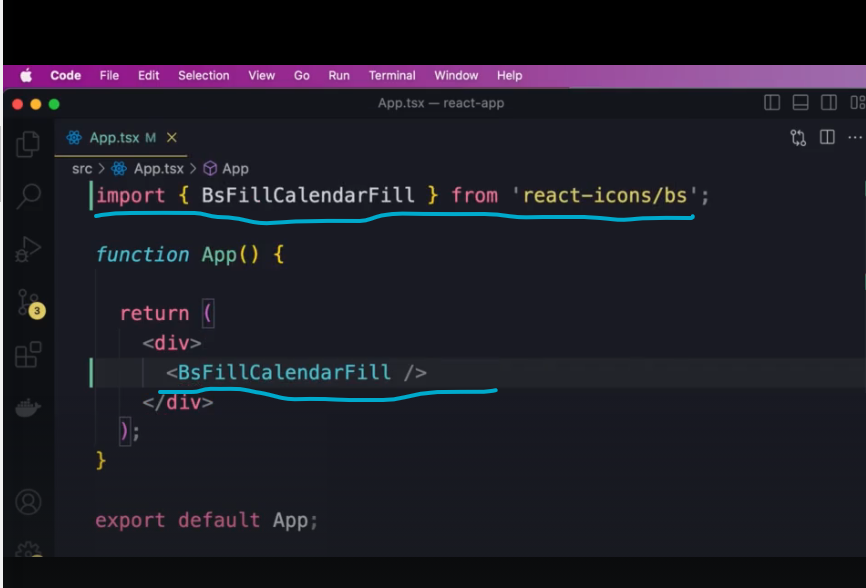 Code File Edit Selection View Go Run Terminal Window Help
App.tsx — react-app
App.tsx M ×
src > App.tsx > App
import { BsFillCalendarFill } from 'react-icons/bs';
function App() {
return (
<div>
<BsFillCalendarFill />
</div>
);
}
export default App;
3